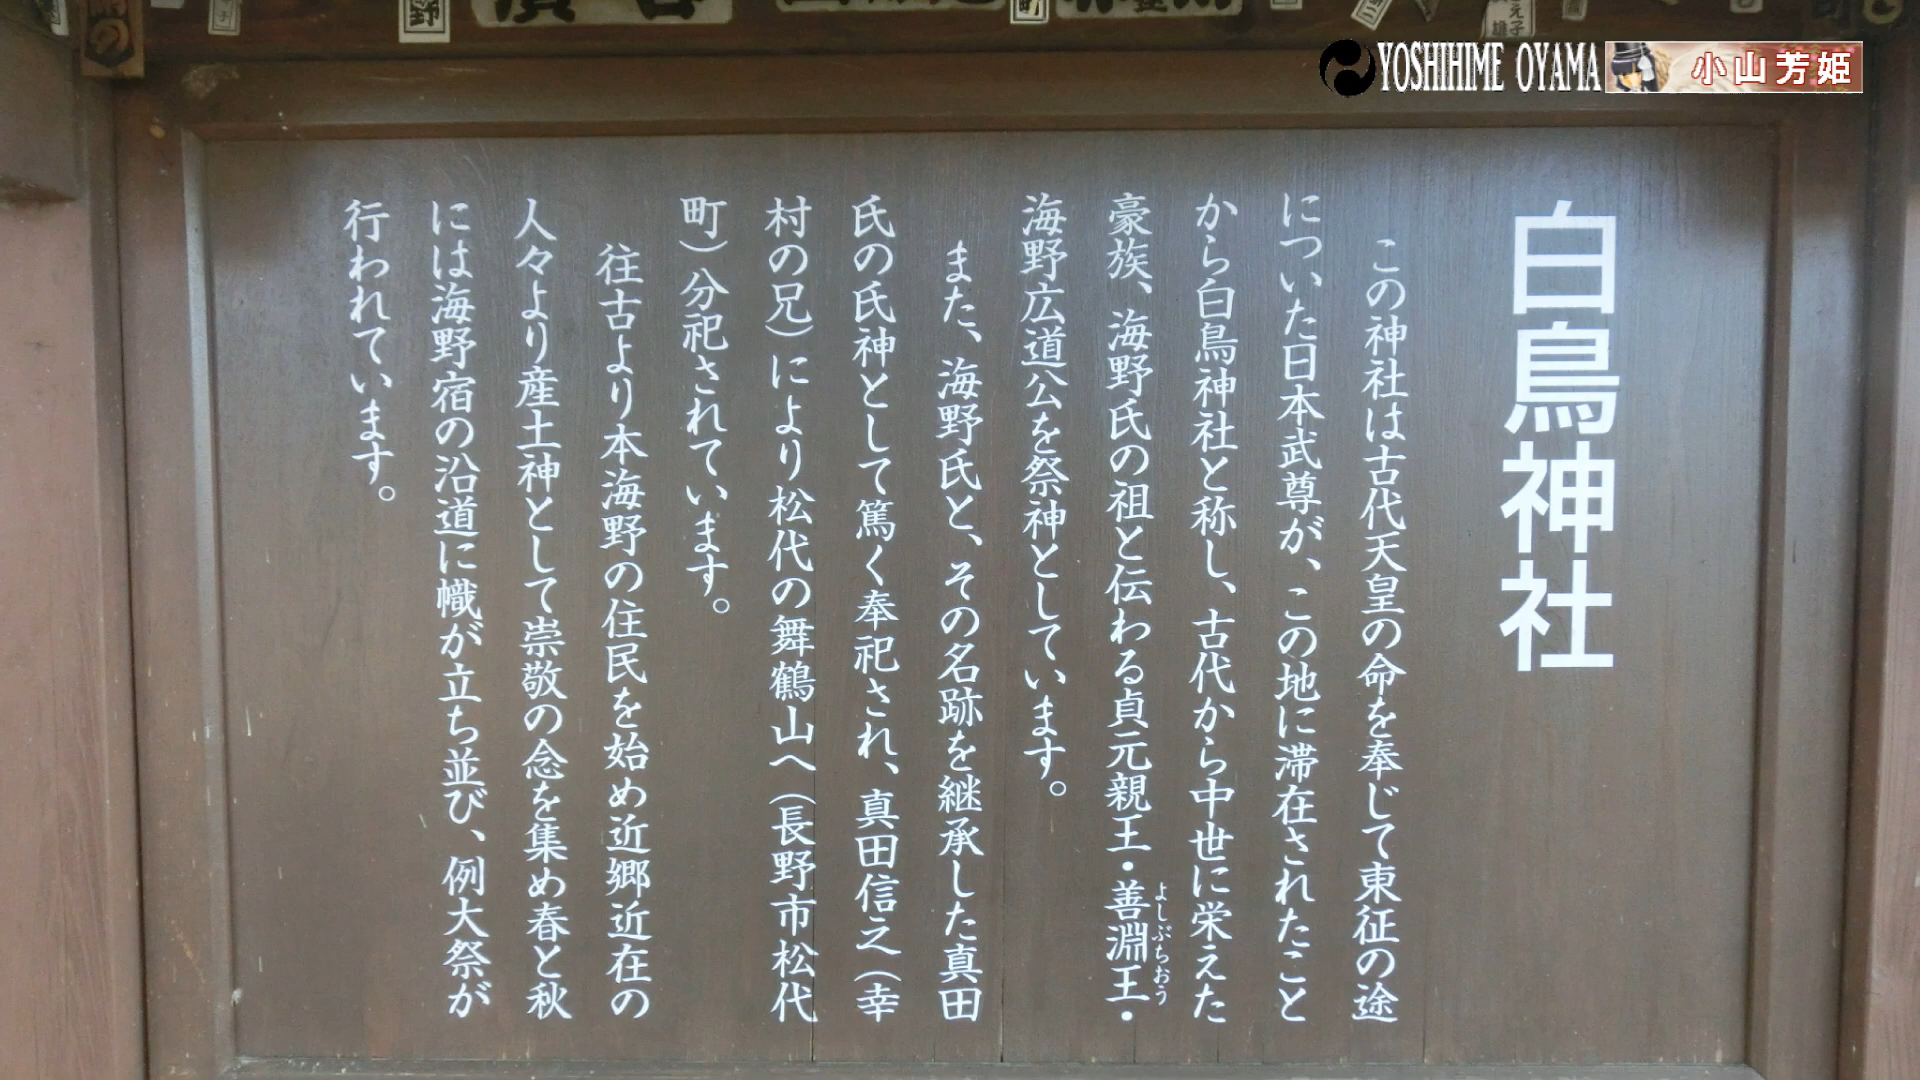 YOSHIHIME OYAMA 小山芳姫
白鳥神社
この神社は古代天皇の命を奉じて東征の途
についた日本武尊が、この地に滞在されたこと
から白鳥神社と称し、古代から中世に栄えた
豪族、海野氏の祖と伝わる貞元親王・善淵王・
よしぶちおう
海野広道公を祭神としています。
また、海野氏と、その名跡を継承した真田
氏の氏神として篤く奉祀され、真田信之（幸
村の兄）により松代の舞鶴山へ（長野市松代
町）分祀されています。
往古より本海野の住民を始め近郷近在の
人々より産土神として崇敬の念を集め春と秋
には海野宿の沿道に幟が立ち並び、例大祭が
行われています。